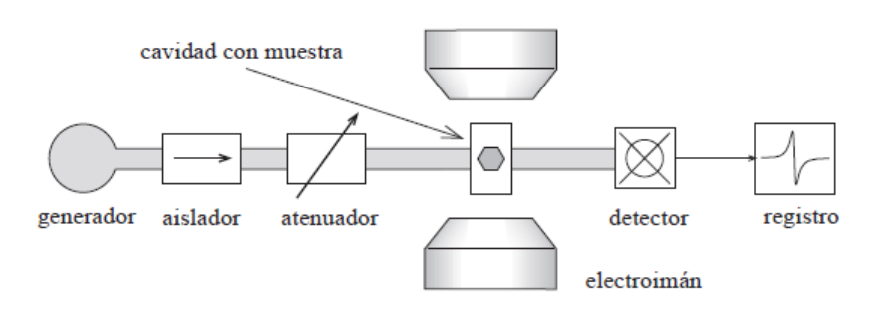 cavidad con muestra
generador
aislador
atenuador
detector
registro
electroimán